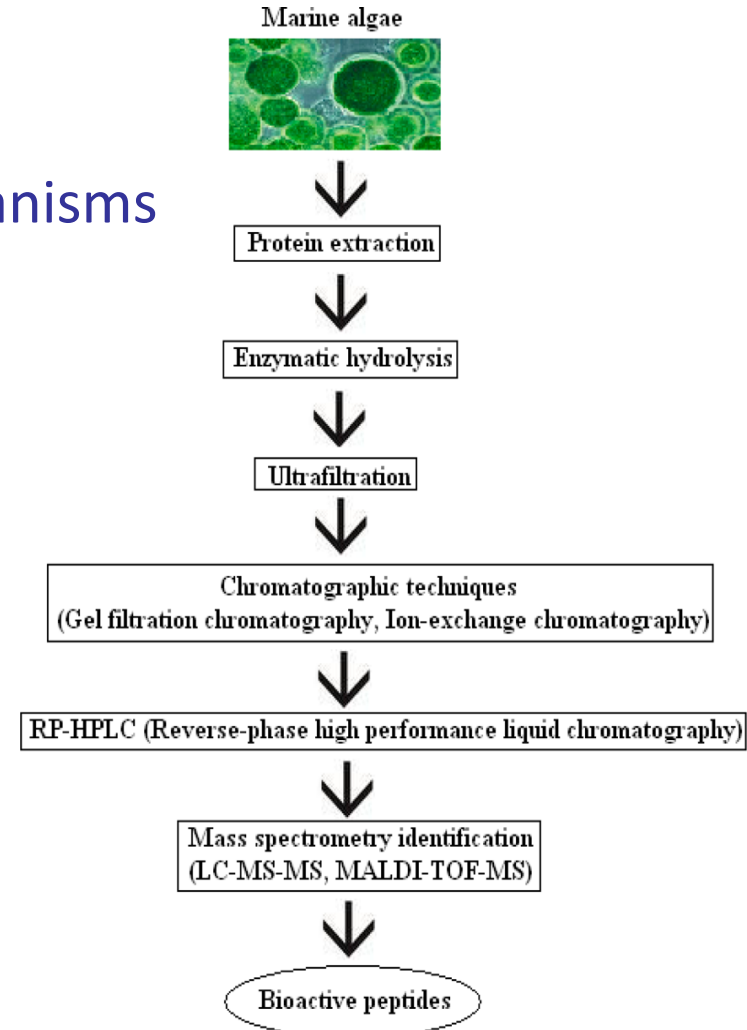 Marine algae
Protein extraction
Enzymatic hydrolysis
Ultrafiltration
Chromatographic techniques
(Gel filtration chromatography, Ion-exchange chromatography)
RP-HPLC (Reverse-phase high performance liquid chromatography)
Mass spectrometry identification
(LC-MS-MS, MALDI-TOF-MS)
Bioactive peptides